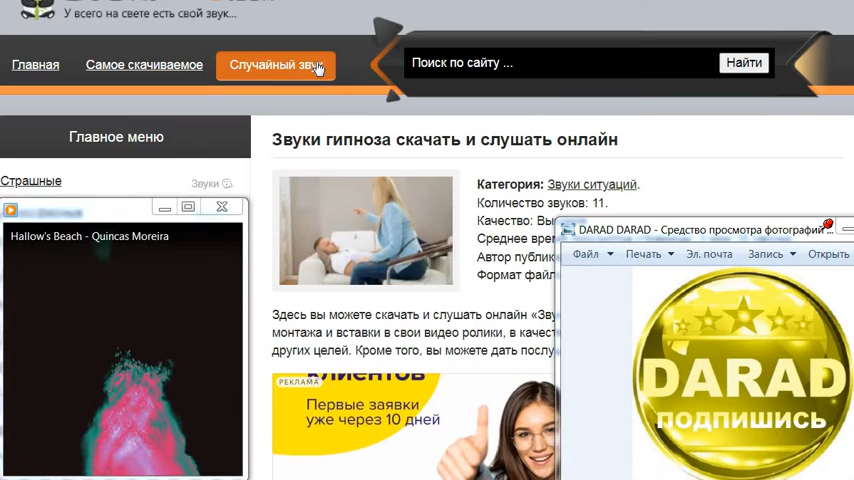 У всего на свете есть свой звук...
Главная
Самое скачиваемое
Случайный зву
Поиск по сайту ...
Найти
Главное меню
Страшные
Звуки
Hallow's Beach - Quincas Moreira
Звуки гипноза скачать и слушать онлайн
Категория: Звуки ситуаций.
Количество звуков: 11.
Качество: Вы
Среднее врем
Автор публик
Формат файл
Здесь вы можете скачать и слушать онлайн «Зву
монтажа и вставки в свои видео ролики, в качест
других целей. Кроме того, вы можете дать послу
РЕКЛАМА
клиентов
Первые заявки
уже через 10 дней
DARAD DARAD - Средство просмотра фотографий ...
Файл
Печать
Эл. почта
Запись
Открыть
DARAD
подпишись